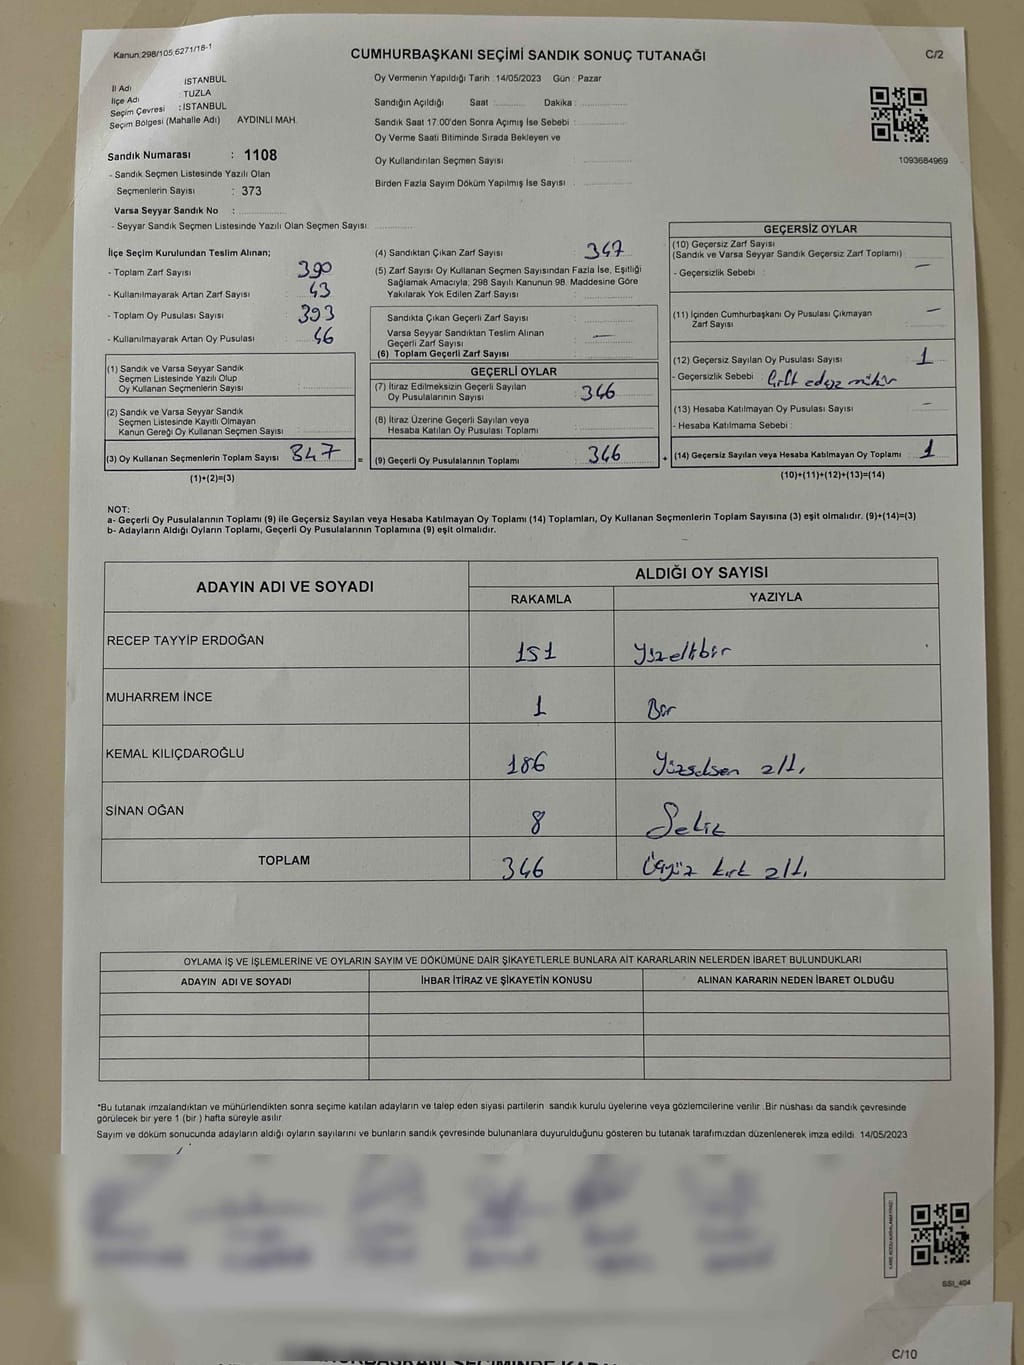 Kanun:298/105,6271/18-1
CUMHURBAŞKANI SEÇİMİ SANDIK SONUÇ TUTANAĞI
C/2
İl Adı İSTANBUL
İlçe Adı TUZLA
Seçim Çevresi : İSTANBUL
Seçim Bölgesi (Mahalle Adı) AYDINLI MAH.
Oy Vermenin Yapıldığı Tarih : 14/05/2023 Gün : Pazar
Sandığın Açıldığı Saat Dakika :
Sandık Saat 17.00'den Sonra Açımış İse Sebebi :
Oy Verme Saati Bitiminde Sırada Bekleyen ve
Oy Kullandırılan Seçmen Sayısı :
Birden Fazla Sayım Döküm Yapılmış İse Sayısı :
1093684969
Sandık Numarası : 1108
- Sandık Seçmen Listesinde Yazılı Olan
Seçmenlerin Sayısı : 373
Varsa Seyyar Sandık No :
- Seyyar Sandık Seçmen Listesinde Yazılı Olan Seçmen Sayısı :
İlçe Seçim Kurulundan Teslim Alınan;
- Toplam Zarf Sayısı : 390
- Kullanılmayarak Artan Zarf Sayısı : 43
- Toplam Oy Pusulası Sayısı : 393
- Kullanılmayarak Artan Oy Pusulası : 46
(1) Sandık ve Varsa Seyyar Sandık
Seçmen Listesinde Yazılı Olup
Oy Kullanan Seçmenlerin Sayısı :
(2) Sandık ve Varsa Seyyar Sandık
Seçmen Listesinde Kayıtlı Olmayan
Kanun Gereği Oy Kullanan Seçmen Sayısı :
(3) Oy Kullanan Seçmenlerin Toplam Sayısı : 347 =
(1)+(2)=(3)
(4) Sandıktan Çıkan Zarf Sayısı : 347
(5) Zarf Sayısı Oy Kullanan Seçmen Sayısından Fazla İse, Eşitliği
Sağlamak Amacıyla; 298 Sayılı Kanunun 98. Maddesine Göre
Yakılarak Yok Edilen Zarf Sayısı :
Sandıkta Çıkan Geçerli Zarf Sayısı :
Varsa Seyyar Sandıktan Teslim Alınan
Geçerli Zarf Sayısı : —
(6) Toplam Geçerli Zarf Sayısı :
GEÇERLİ OYLAR
(7) İtiraz Edilmeksizin Geçerli Sayılan
Oy Pusulalarının Sayısı : 346
(8) İtiraz Üzerine Geçerli Sayılan veya
Hesaba Katılan Oy Pusulası Toplamı :
(9) Geçerli Oy Pusulalarının Toplamı : 346 +
GEÇERSİZ OYLAR
(10) Geçersiz Zarf Sayısı
(Sandık ve Varsa Seyyar Sandık Geçersiz Zarf Toplamı) :
- Geçersizlik Sebebi : —
(11) İçinden Cumhurbaşkanı Oy Pusulası Çıkmayan
Zarf Sayısı : —
(12) Geçersiz Sayılan Oy Pusulası Sayısı : 1
- Geçersizlik Sebebi : mühür
(13) Hesaba Katılmayan Oy Pusulası Sayısı : —
- Hesaba Katılmama Sebebi :
(14) Geçersiz Sayılan veya Hesaba Katılmayan Oy Toplamı : 1
(10)+(11)+(12)+(13)=(14)
NOT:
a- Geçerli Oy Pusulalarının Toplamı (9) ile Geçersiz Sayılan veya Hesaba Katılmayan Oy Toplamı (14) Toplamları, Oy Kullanan Seçmenlerin Toplam Sayısına (3) eşit olmalıdır. (9)+(14)=(3)
b- Adayların Aldığı Oyların Toplamı, Geçerli Oy Pusulalarının Toplamına (9) eşit olmalıdır.
ADAYIN ADI VE SOYADI
ALDIĞI OY SAYISI
RAKAMLA YAZIYLA
RECEP TAYYİP ERDOĞAN 151 Yüzellibir
MUHARREM İNCE 1 Bir
KEMAL KILIÇDAROĞLU 186 Yüzseksen altı
SİNAN OĞAN 8 Sekiz
TOPLAM 346 Üçyüz kırk altı
OYLAMA İŞ VE İŞLEMLERİNE VE OYLARIN SAYIM VE DÖKÜMÜNE DAİR ŞİKAYETLERLE BUNLARA AİT KARARLARIN NELERDEN İBARET BULUNDUKLARI
ADAYIN ADI VE SOYADI İHBAR İTİRAZ VE ŞİKAYETİN KONUSU ALINAN KARARIN NEDEN İBARET OLDUĞU
*Bu tutanak imzalandıktan ve mühürlendikten sonra seçime katılan adayların ve talep eden siyasi partilerin sandık kurulu üyelerine veya gözlemcilerine verilir .Bir nüshası da sandık çevresinde
görülecek bir yere 1 (bir ) hafta süreyle asılır.
Sayım ve döküm sonucunda adayların aldığı oyların sayılarını ve bunların sandık çevresinde bulunanlara duyurulduğunu gösteren bu tutanak tarafımızdan düzenlenerek imza edildi. 14/05/2023
SSİ_404
C/10